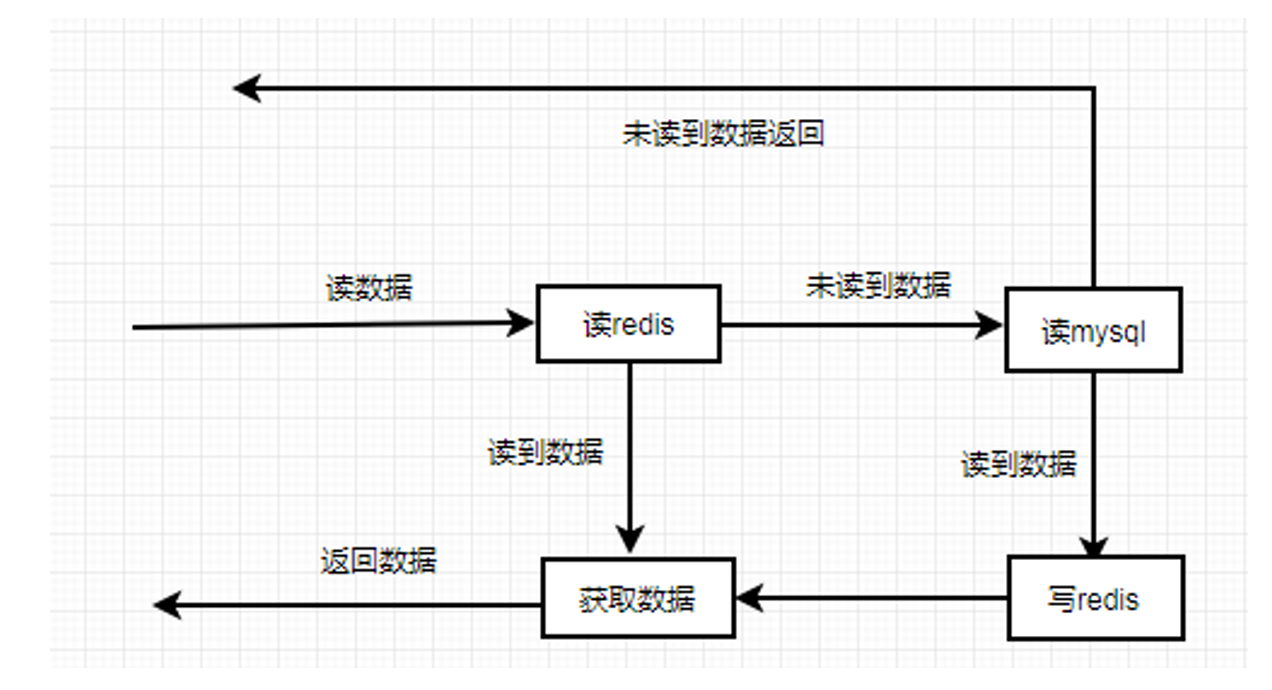 未读到数据返回
读数据
未读到数据
读redis
读mysql
读到数据
读到数据
返回数据
获取数据
写redis